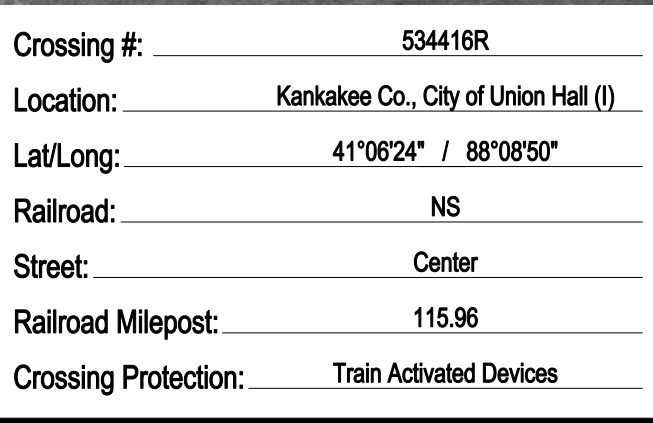 Crossing #: 534416R
Location: Kankakee Co., City of Union Hall (I)
Lat/Long: 41°06'24" / 88°08'50"
Railroad: NS
Street: Center
Railroad Milepost: 115.96
Crossing Protection: Train Activated Devices